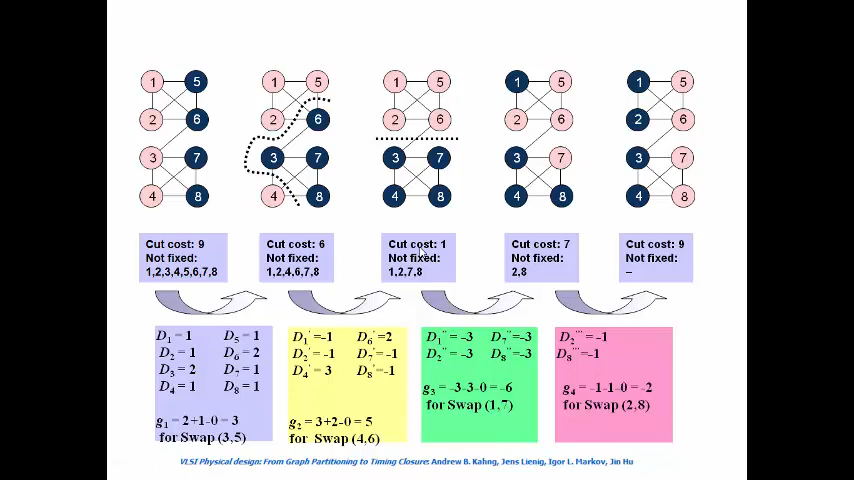 1 5 1 5 1 5 1 5 1 5
2 6 2 6 2 6 2 6 2 6
3 7 3 7 3 7 3 7 3 7
4 8 4 8 4 8 4 8 4 8
Cut cost: 9
Not fixed:
1,2,3,4,5,6,7,8
Cut cost: 6
Not fixed:
1,2,4,6,7,8
Cut cost: 1
Not fixed:
1,2,7,8
Cut cost: 7
Not fixed:
2,8
Cut cost: 9
Not fixed:
–
D1 = 1 D5 = 1
D2 = 1 D6 = 2
D3 = 2 D7 = 1
D4 = 1 D8 = 1
g1 = 2+1-0 = 3
for Swap (3,5)
D1' =-1 D6' =2
D2' =-1 D7' =-1
D4' = 3 D8' =-1
g2 = 3+2-0 = 5
for Swap (4,6)
D1'' =-3 D7'' =-3
D2'' =-3 D8'' =-3
g3 = -3-3-0 = -6
for Swap (1,7)
D2''' = -1
D8''' =-1
g4 = -1-1-0 = -2
for Swap (2,8)
VLSI Physical design: From Graph Partitioning to Timing Closure: Andrew B. Kahng, Jens Lienig, Igor L. Markov, Jin Hu